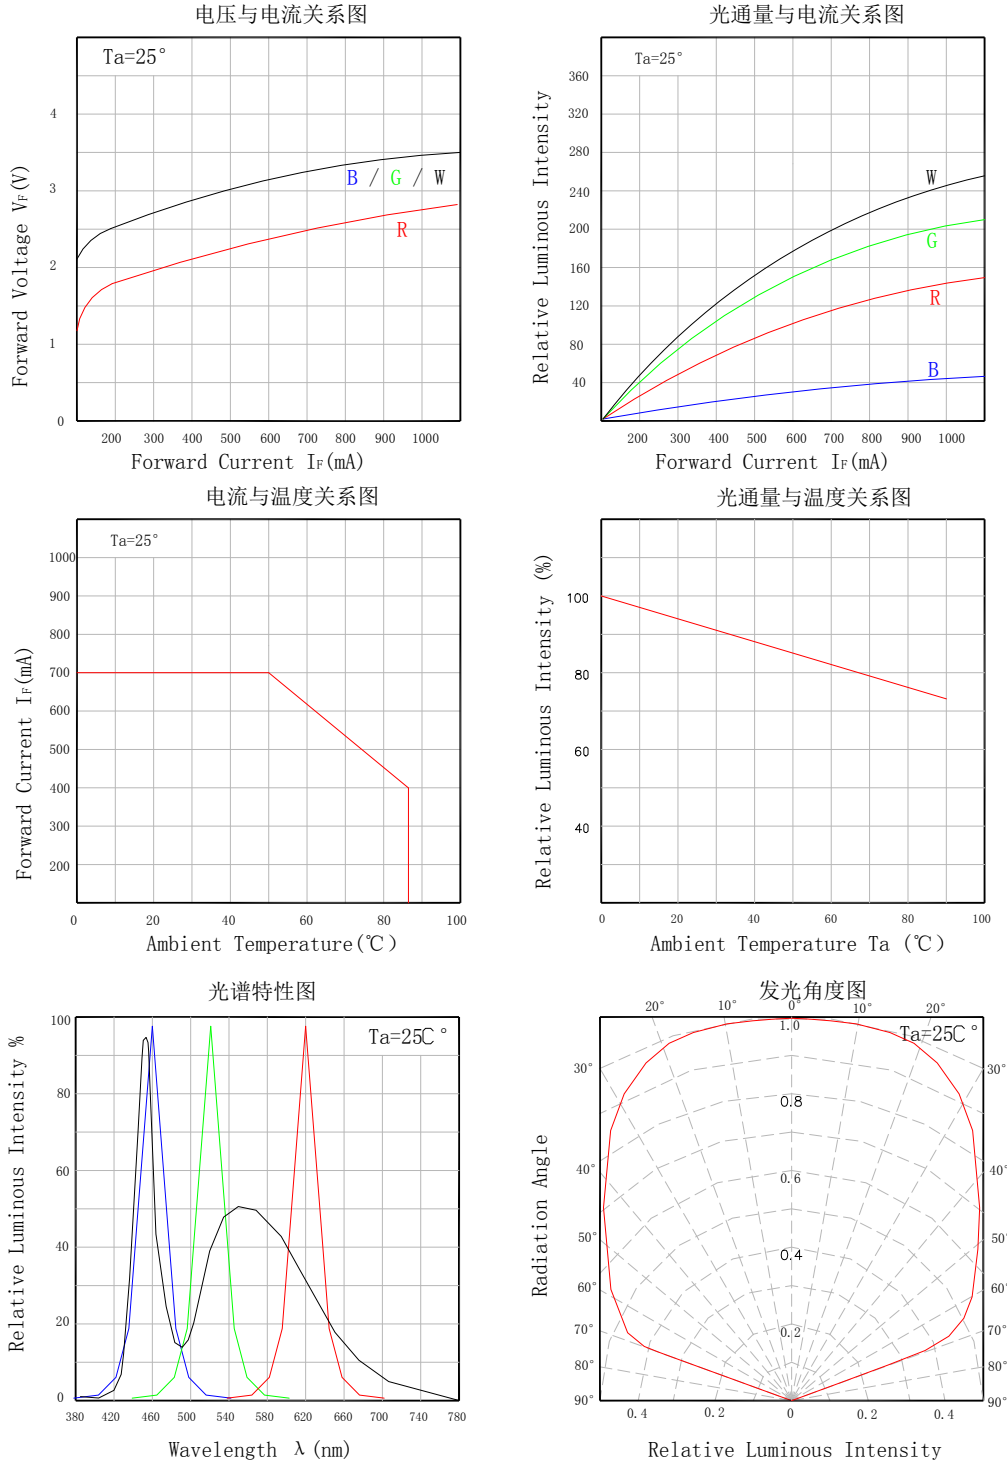 电压与电流关系图
Ta=25°
4
3
2
1
0
B / G / W
R
200 300 400 500 600 700 800 900 1000
Forward Voltage VF(V)
Forward Current IF(mA)
光通量与电流关系图
Ta=25°
360
320
280
240
200
160
120
80
40
W
G
R
B
200 300 400 500 600 700 800 900 1000
Relative Luminous Intensity
Forward Current IF(mA)
电流与温度关系图
Ta=25°
1000
900
800
700
600
500
400
300
200
0 20 40 60 80 100
Forward Current IF(mA)
Ambient Temperature(℃)
光通量与温度关系图
100
80
60
40
0 20 40 60 80 100
Relative Luminous Intensity (%)
Ambient Temperature Ta (℃)
光谱特性图
Ta=25C°
100
80
60
40
20
0
380 420 460 500 540 580 620 660 700 740 780
Relative Luminous Intensity %
Wavelength λ (nm)
发光角度图
20° 10° 0° 10° 20°
Ta=25C°
1.0
30° 30°
0.8
40° 0.6 40°
50° 50°
0.4
60° 60°
70° 0.2 70°
80° 80°
90° 90°
0.4 0.2 0 0.2 0.4
Radiation Angle
Relative Luminous Intensity